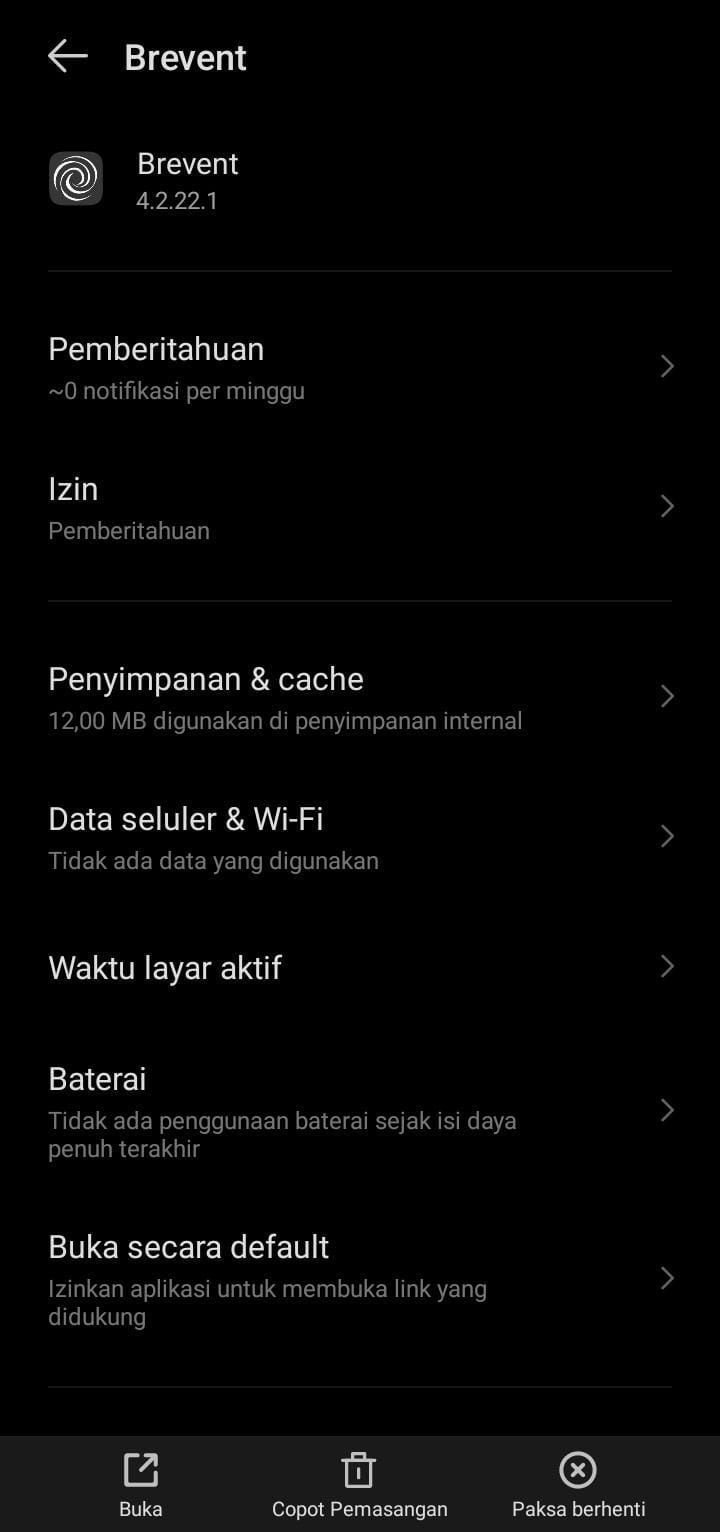 Brevent
Brevent
4.2.22.1
Pemberitahuan
~0 notifikasi per minggu
Izin
Pemberitahuan
Penyimpanan & cache
12,00 MB digunakan di penyimpanan internal
Data seluler & Wi-Fi
Tidak ada data yang digunakan
Waktu layar aktif
Baterai
Tidak ada penggunaan baterai sejak isi daya
penuh terakhir
Buka secara default
Izinkan aplikasi untuk membuka link yang
didukung
Buka
Copot Pemasangan
Paksa berhenti